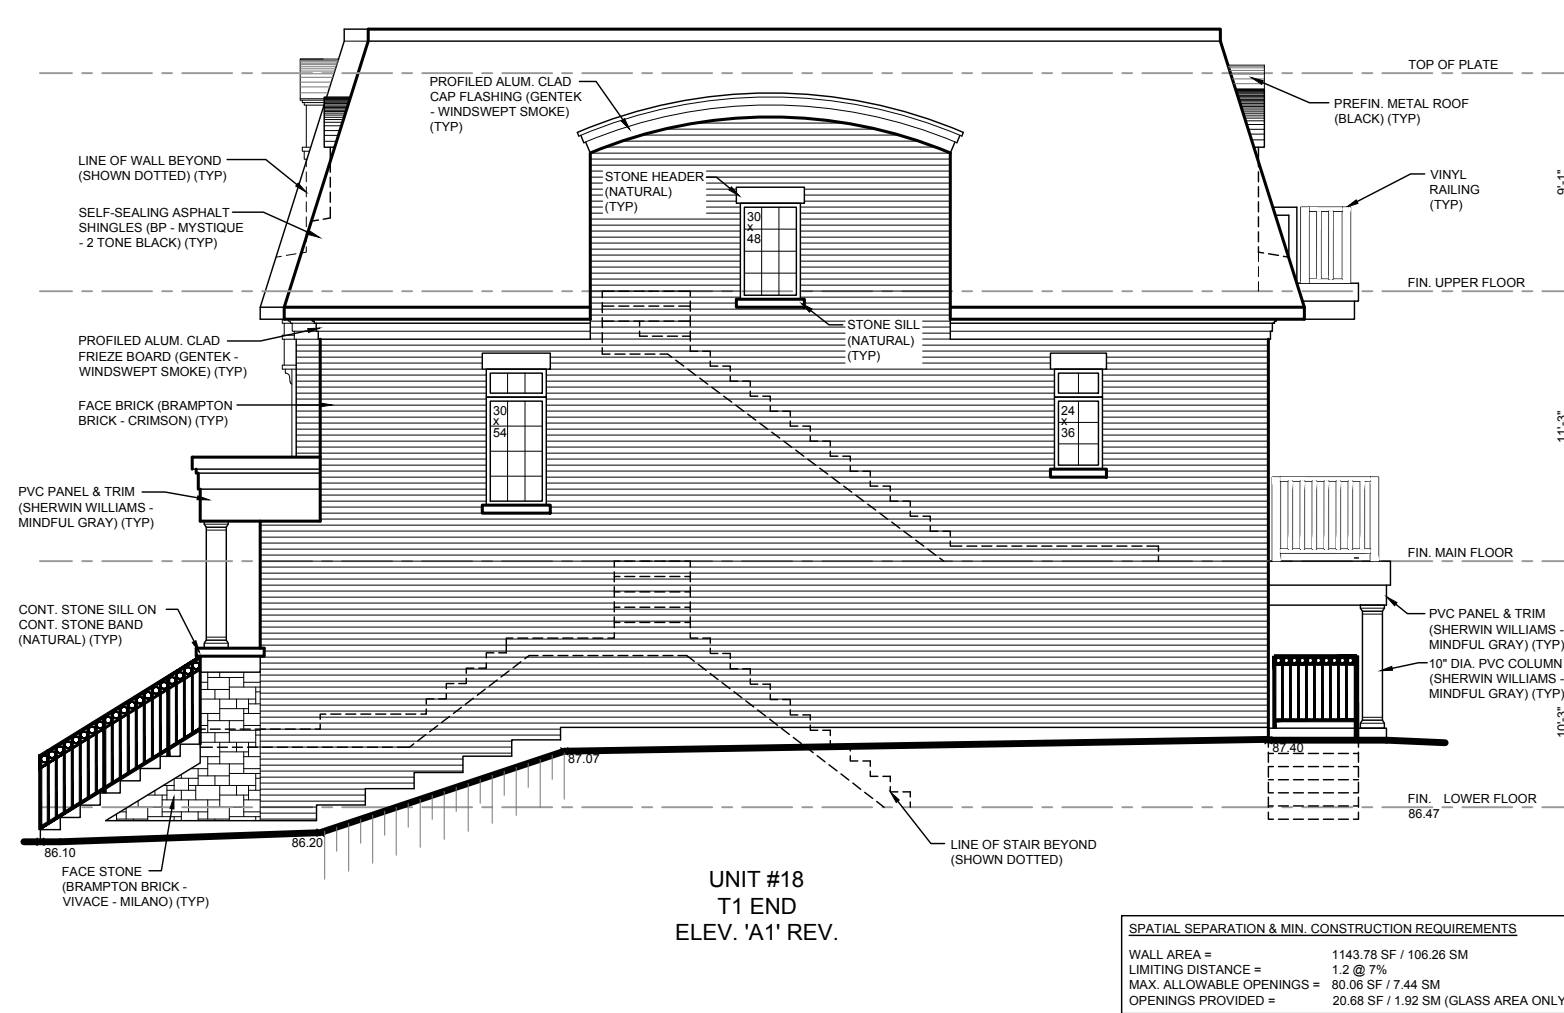 TOP OF PLATE
PROFILED ALUM. CLAD
CAP FLASHING (GENTEK
- WINDSWEPT SMOKE)
(TYP)
PREFIN. METAL ROOF
(BLACK) (TYP)
LINE OF WALL BEYOND
(SHOWN DOTTED) (TYP)
STONE HEADER
(NATURAL)
(TYP)
VINYL
RAILING
(TYP)
9'-1"
SELF-SEALING ASPHALT
SHINGLES (BP - MYSTIQUE
- 2 TONE BLACK) (TYP)
30
x
48
FIN. UPPER FLOOR
STONE SILL
(NATURAL)
(TYP)
PROFILED ALUM. CLAD
FRIEZE BOARD (GENTEK -
WINDSWEPT SMOKE) (TYP)
FACE BRICK (BRAMPTON
BRICK - CRIMSON) (TYP)
30
x
54
24
x
36
11'-3"
PVC PANEL & TRIM
(SHERWIN WILLIAMS -
MINDFUL GRAY) (TYP)
FIN. MAIN FLOOR
CONT. STONE SILL ON
CONT. STONE BAND
(NATURAL) (TYP)
PVC PANEL & TRIM
(SHERWIN WILLIAMS -
MINDFUL GRAY) (TYP)
10" DIA. PVC COLUMN
(SHERWIN WILLIAMS -
MINDFUL GRAY) (TYP)
10'-3"
87.07
87.40
FIN. LOWER FLOOR
86.47
86.10
86.20
LINE OF STAIR BEYOND
(SHOWN DOTTED)
FACE STONE
(BRAMPTON BRICK -
VIVACE - MILANO) (TYP)
UNIT #18
T1 END
ELEV. 'A1' REV.
SPATIAL SEPARATION & MIN. CONSTRUCTION REQUIREMENTS
WALL AREA = 1143.78 SF / 106.26 SM
LIMITING DISTANCE = 1.2 @ 7%
MAX. ALLOWABLE OPENINGS = 80.06 SF / 7.44 SM
OPENINGS PROVIDED = 20.68 SF / 1.92 SM (GLASS AREA ONLY